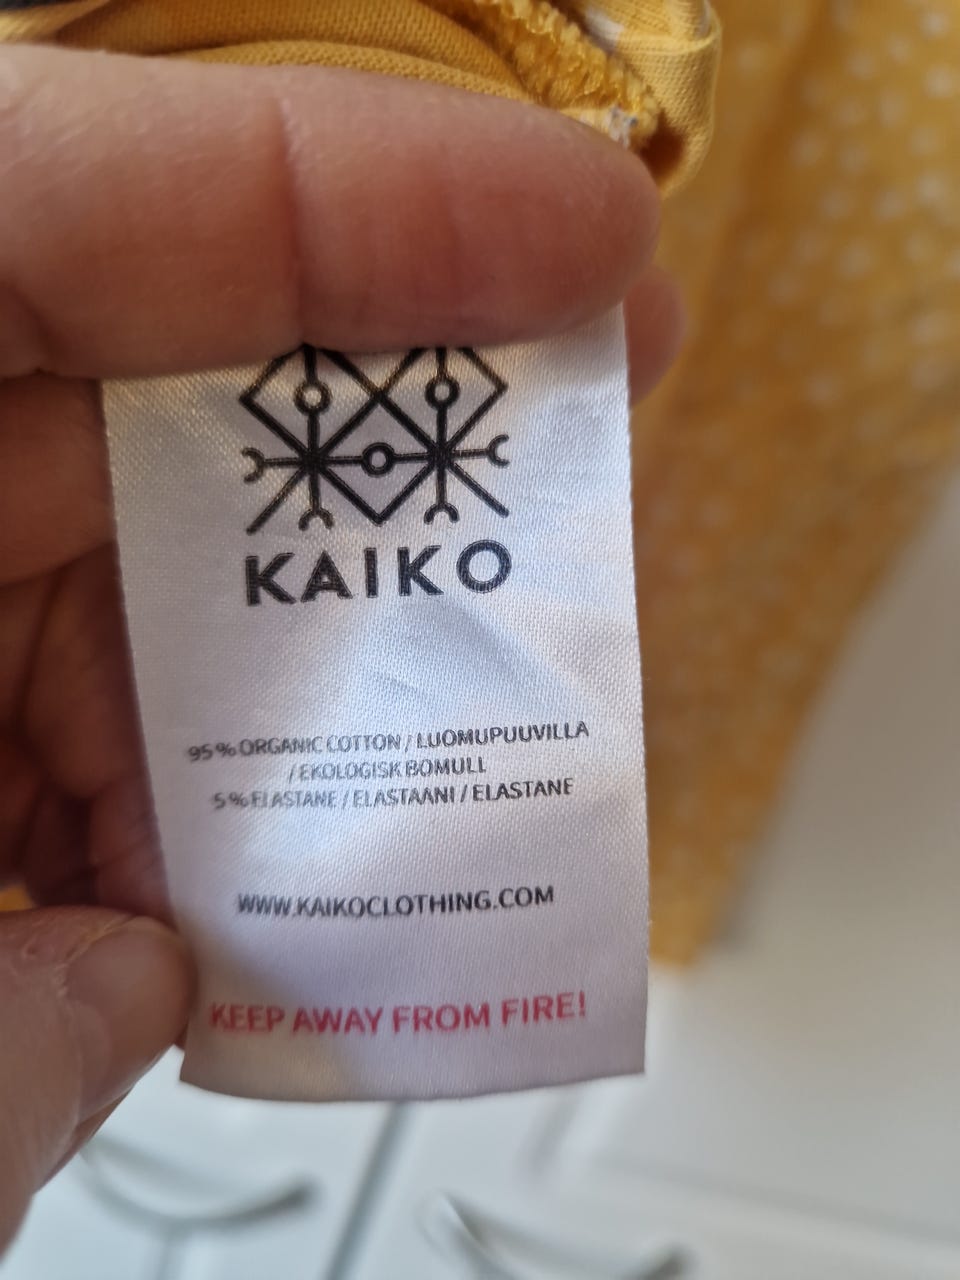 KAIKO
95% ORGANIC COTTON / LUOMUPUUVILLA
/ EKOLOGISK BOMULL
5% ELASTANE / ELASTAANI / ELASTANE
WWW.KAIKOCLOTHING.COM
KEEP AWAY FROM FIRE!